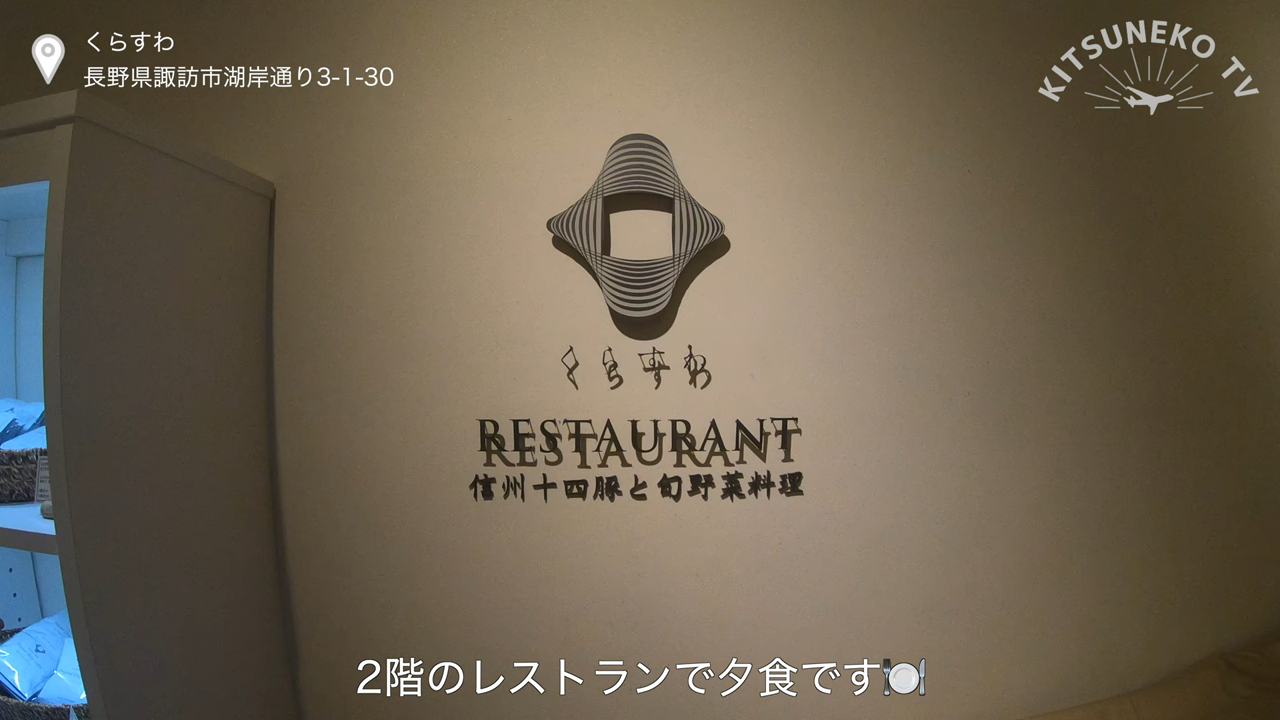 くらすわ
長野県諏訪市湖岸通り3-1-30
KITSUNEKO TV
くらすわ
RESTAURANT
信州十四豚と旬野菜料理
2階のレストランで夕食です🍽️